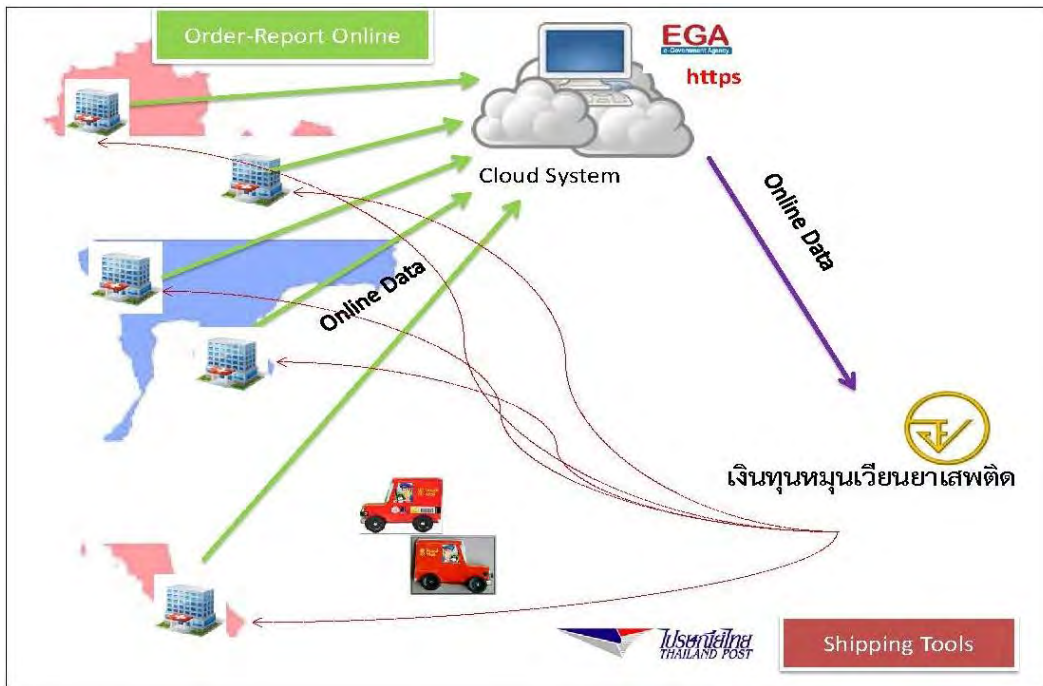 Order-Report Online
EGA
e-Government Agency
https
Cloud System
Online Data
Online Data
เงินทุนหมุนเวียนยาเสพติด
ไปรษณีย์ไทย
THAILAND POST
Shipping Tools